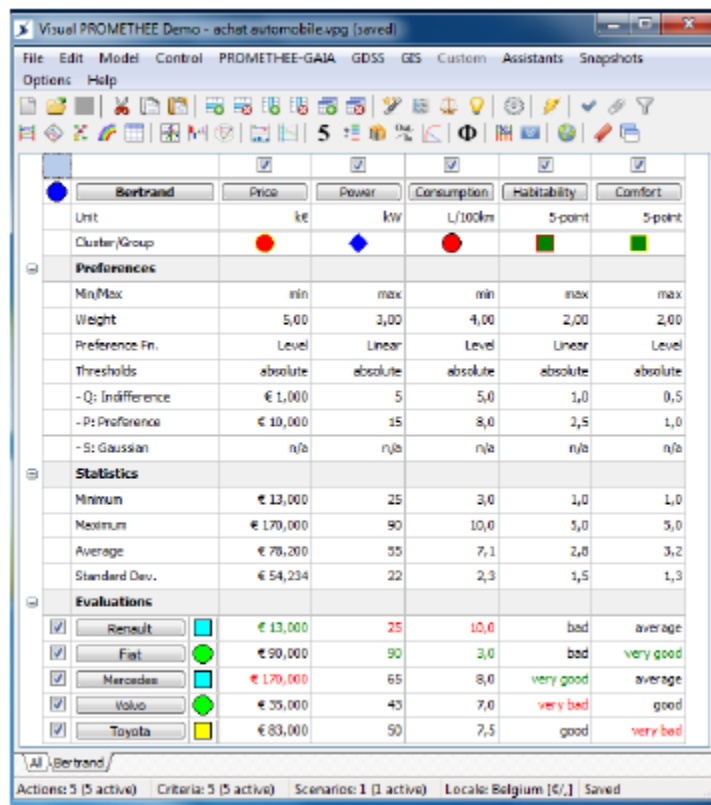 Visual PROMETHEE Demo - achat automobile.vpg (saved)
File Edit Model Control PROMETHEE-GAIA GDSS GIS Custom Assistants Snapshots
Options Help
5 Φ
Bertrand Price Power Consumption Habitability Comfort
Unit k€ kW L/100km 5-point 5-point
Cluster/Group
Preferences
Min/Max min max min max max
Weight 5,00 3,00 4,00 2,00 2,00
Preference Fn. Level Linear Level Linear Level
Thresholds absolute absolute absolute absolute absolute
- Q: Indifference € 1,000 5 5,0 1,0 0,5
- P: Preference € 10,000 15 8,0 2,5 1,0
- S: Gaussian n/a n/a n/a n/a n/a
Statistics
Minimum € 13,000 25 3,0 1,0 1,0
Maximum € 170,000 90 10,0 5,0 5,0
Average € 78,200 55 7,1 2,8 3,2
Standard Dev. € 54,234 22 2,3 1,5 1,3
Evaluations
Renault € 13,000 25 10,0 bad average
Fiat € 90,000 90 3,0 bad very good
Mercedes € 170,000 65 8,0 very good average
Volvo € 35,000 43 7,0 very bad good
Toyota € 83,000 50 7,5 good very bad
All Bertrand
Actions: 5 (5 active) Criteria: 5 (5 active) Scenarios: 1 (1 active) Locale: Belgium [€/,] Saved